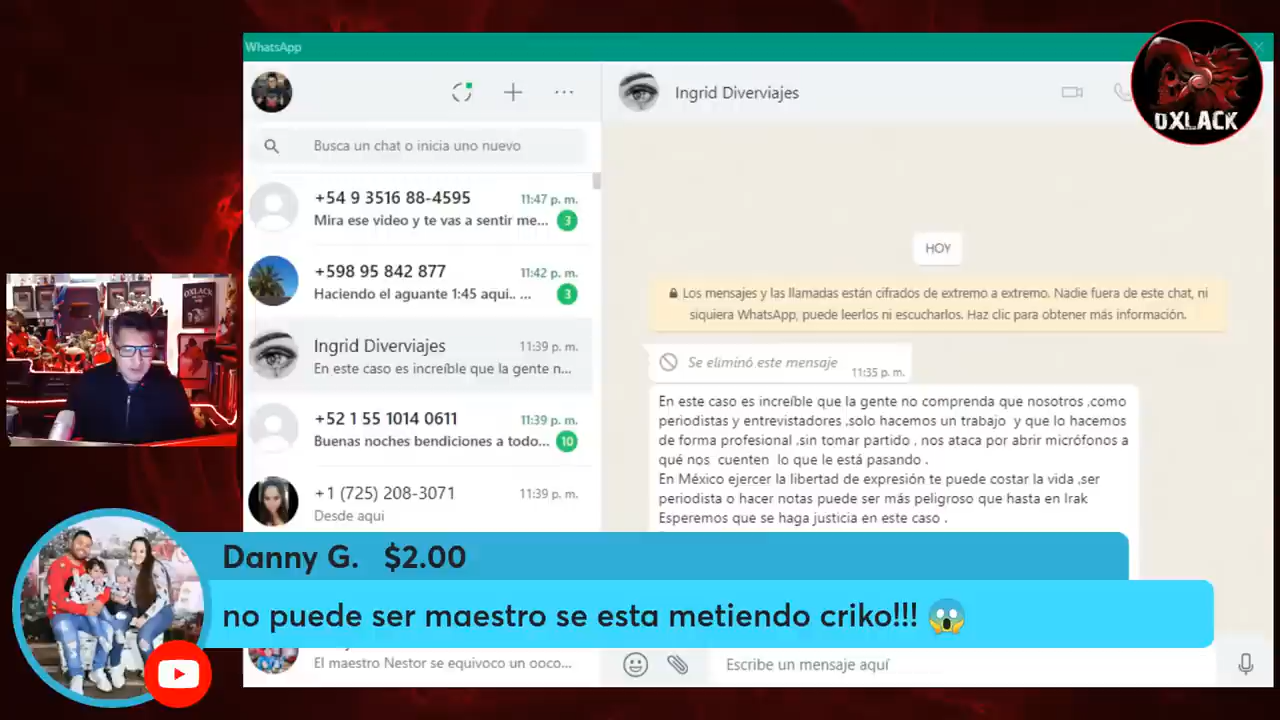 WhatsApp
OXLACK
Ingrid Diverviajes
Busca un chat o inicia uno nuevo
+54 9 3516 88-4595 11:47 p. m.
Mira ese video y te vas a sentir me... 3
+598 95 842 877 11:42 p. m.
Haciendo el aguante 1:45 aqui.. ... 3
Ingrid Diverviajes 11:39 p. m.
En este caso es increíble que la gente n...
+52 1 55 1014 0611 11:39 p. m.
Buenas noches bendiciones a todo... 10
+1 (725) 208-3071 11:39 p. m.
Desde aqui
El maestro Nestor se equivoco un ooco...
HOY
Los mensajes y las llamadas están cifrados de extremo a extremo. Nadie fuera de este chat, ni
siquiera WhatsApp, puede leerlos ni escucharlos. Haz clic para obtener más información.
Se eliminó este mensaje 11:35 p. m.
En este caso es increíble que la gente no comprenda que nosotros ,como
periodistas y entrevistadores ,solo hacemos un trabajo y que lo hacemos
de forma profesional ,sin tomar partido , nos ataca por abrir micrófonos a
qué nos cuenten lo que le está pasando .
En México ejercer la libertad de expresión te puede costar la vida ,ser
periodista o hacer notas puede ser más peligroso que hasta en Irak
Esperemos que se haga justicia en este caso .
Escribe un mensaje aquí
OXLACK
Danny G. $2.00
no puede ser maestro se esta metiendo criko!!! 😱